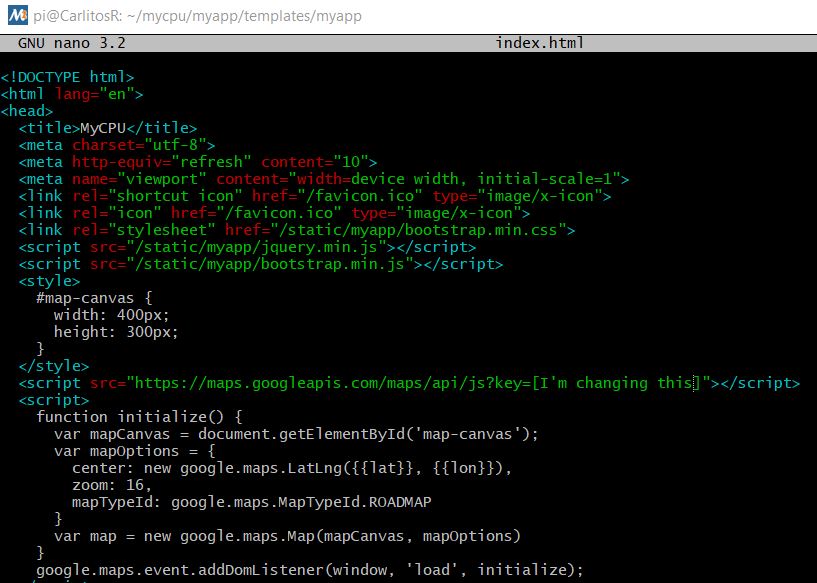 pi@CarlitosR: ~/mycpu/myapp/templates/myapp
GNU nano 3.2 index.html
<!DOCTYPE html>
<html lang="en">
<head>
  <title>MyCPU</title>
  <meta charset="utf-8">
  <meta http-equiv="refresh" content="10">
  <meta name="viewport" content="width=device width, initial-scale=1">
  <link rel="shortcut icon" href="/favicon.ico" type="image/x-icon">
  <link rel="icon" href="/favicon.ico" type="image/x-icon">
  <link rel="stylesheet" href="/static/myapp/bootstrap.min.css">
  <script src="/static/myapp/jquery.min.js"></script>
  <script src="/static/myapp/bootstrap.min.js"></script>
  <style>
    #map-canvas {
      width: 400px;
      height: 300px;
    }
  </style>
  <script src="https://maps.googleapis.com/maps/api/js?key=[I'm changing this]"></script>
  <script>
    function initialize() {
      var mapCanvas = document.getElementById('map-canvas');
      var mapOptions = {
        center: new google.maps.LatLng({{lat}}, {{lon}}),
        zoom: 16,
        mapTypeId: google.maps.MapTypeId.ROADMAP
      }
      var map = new google.maps.Map(mapCanvas, mapOptions)
    }
    google.maps.event.addDomListener(window, 'load', initialize);